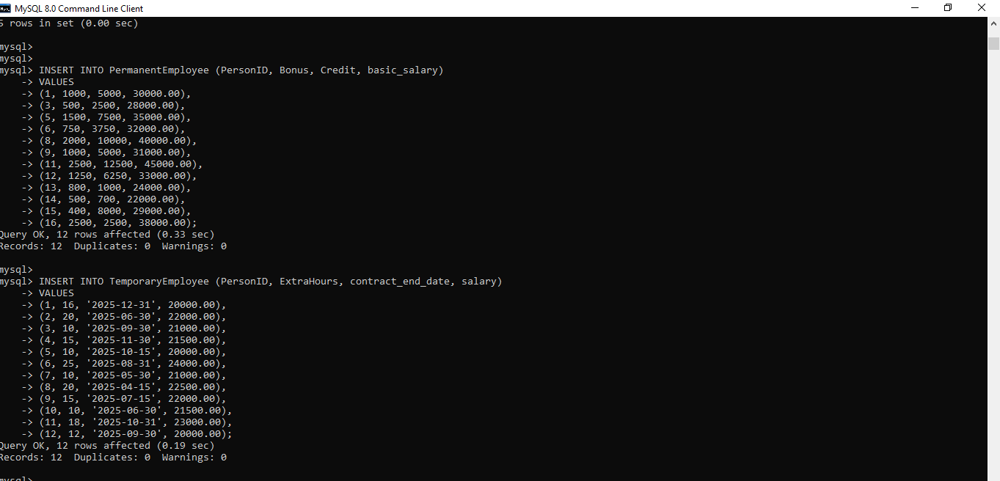 MySQL 8.0 Command Line Client
5 rows in set (0.00 sec)
mysql>
mysql>
mysql> INSERT INTO PermanentEmployee (PersonID, Bonus, Credit, basic_salary)
    -> VALUES
    -> (1, 1000, 5000, 30000.00),
    -> (3, 500, 2500, 28000.00),
    -> (5, 1500, 7500, 35000.00),
    -> (6, 750, 3750, 32000.00),
    -> (8, 2000, 10000, 40000.00),
    -> (9, 1000, 5000, 31000.00),
    -> (11, 2500, 12500, 45000.00),
    -> (12, 1250, 6250, 33000.00),
    -> (13, 800, 1000, 24000.00),
    -> (14, 500, 700, 22000.00),
    -> (15, 400, 8000, 29000.00),
    -> (16, 2500, 2500, 38000.00);
Query OK, 12 rows affected (0.33 sec)
Records: 12  Duplicates: 0  Warnings: 0
mysql>
mysql> INSERT INTO TemporaryEmployee (PersonID, ExtraHours, contract_end_date, salary)
    -> VALUES
    -> (1, 16, '2025-12-31', 20000.00),
    -> (2, 20, '2025-06-30', 22000.00),
    -> (3, 10, '2025-09-30', 21000.00),
    -> (4, 15, '2025-11-30', 21500.00),
    -> (5, 10, '2025-10-15', 20000.00),
    -> (6, 25, '2025-08-31', 24000.00),
    -> (7, 10, '2025-05-30', 21000.00),
    -> (8, 20, '2025-04-15', 22500.00),
    -> (9, 15, '2025-07-15', 22000.00),
    -> (10, 10, '2025-06-30', 21500.00),
    -> (11, 18, '2025-10-31', 23000.00),
    -> (12, 12, '2025-09-30', 20000.00);
Query OK, 12 rows affected (0.19 sec)
Records: 12  Duplicates: 0  Warnings: 0
mysql>